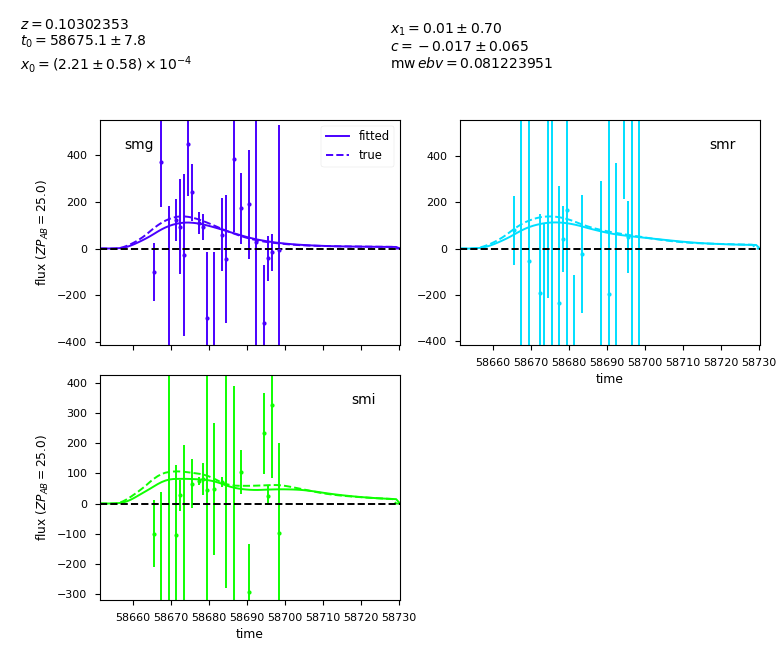 z = 0.10302353
t₀ = 58675.1 ± 7.8
x₀ = (2.21 ± 0.58) × 10⁻⁴
x₁ = 0.01 ± 0.70
c = −0.017 ± 0.065
mw ebv = 0.081223951
smg
fitted
true
400
200
0
−200
−400
flux (ZP_AB = 25.0)
smr
400
200
0
−200
−400
58660 58670 58680 58690 58700 58710 58720 58730
time
smi
400
300
200
100
0
−100
−200
−300
flux (ZP_AB = 25.0)
58660 58670 58680 58690 58700 58710 58720 58730
time